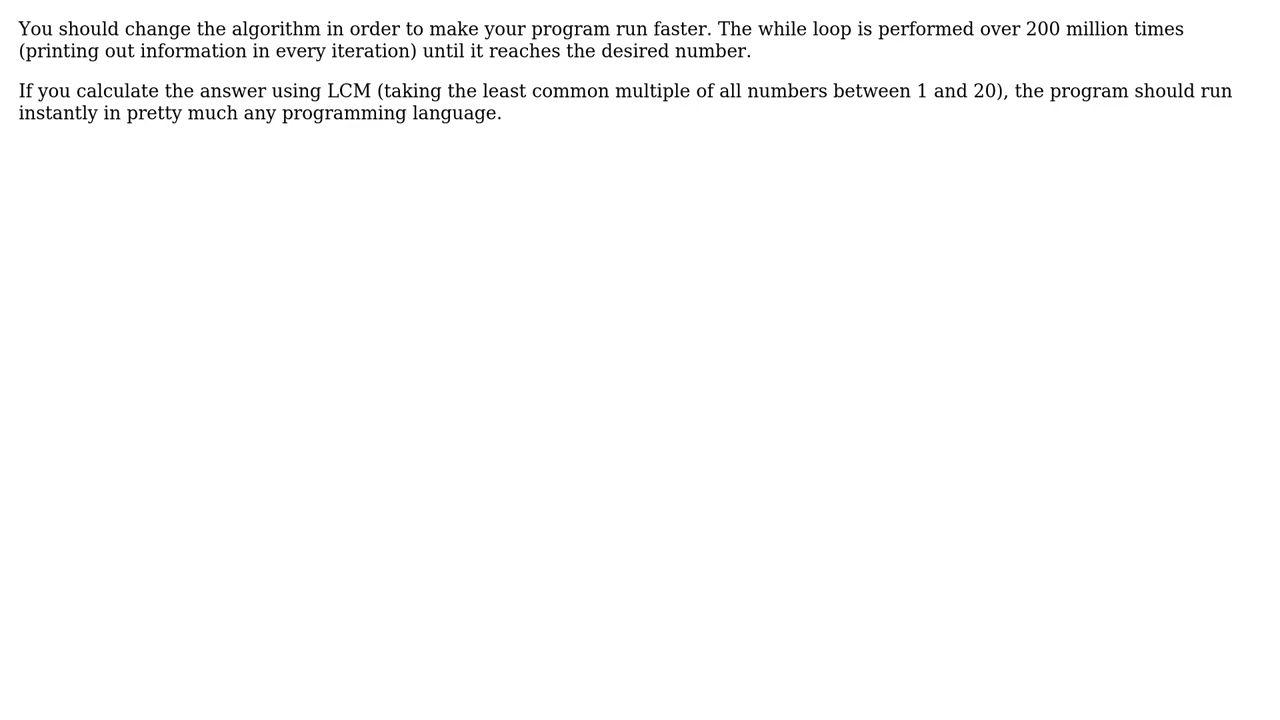 You should change the algorithm in order to make your program run faster. The while loop is performed over 200 million times
(printing out information in every iteration) until it reaches the desired number.
If you calculate the answer using LCM (taking the least common multiple of all numbers between 1 and 20), the program should run
instantly in pretty much any programming language.